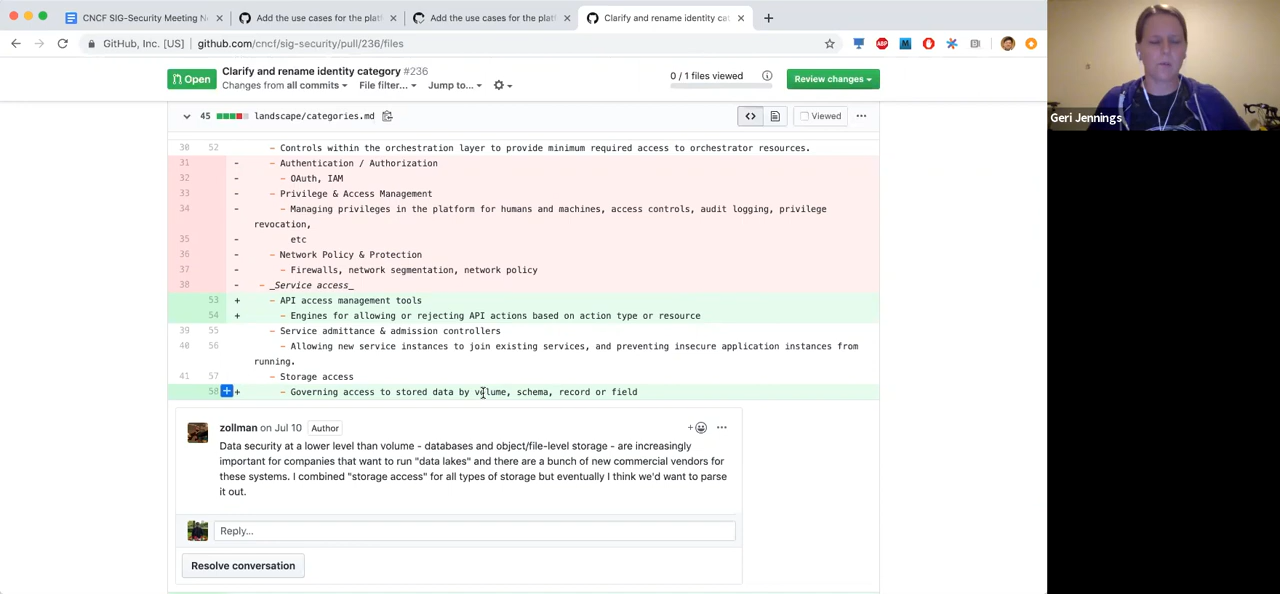 CNCF SIG-Security Meeting N
Add the use cases for the plat
Add the use cases for the plat
Clarify and rename identity cat
GitHub, Inc. [US]
github.com/cncf/sig-security/pull/236/files
Open
Clarify and rename identity category #236
Changes from all commits
File filter...
Jump to...
0 / 1 files viewed
Review changes
45
landscape/categories.md
Viewed
30 52 - Controls within the orchestration layer to provide minimum required access to orchestrator resources.
31 - - Authentication / Authorization
32 - - OAuth, IAM
33 - - Privilege & Access Management
34 - - Managing privileges in the platform for humans and machines, access controls, audit logging, privilege
revocation,
35 - etc
36 - - Network Policy & Protection
37 - - Firewalls, network segmentation, network policy
38 - - _Service access_
53 + - API access management tools
54 + - Engines for allowing or rejecting API actions based on action type or resource
39 55 - Service admittance & admission controllers
40 56 - Allowing new service instances to join existing services, and preventing insecure application instances from
running.
41 57 - Storage access
58 + - Governing access to stored data by volume, schema, record or field
zollman on Jul 10 Author
Data security at a lower level than volume - databases and object/file-level storage - are increasingly
important for companies that want to run "data lakes" and there are a bunch of new commercial vendors for
these systems. I combined "storage access" for all types of storage but eventually I think we'd want to parse
it out.
Reply...
Resolve conversation
Geri Jennings
ABP